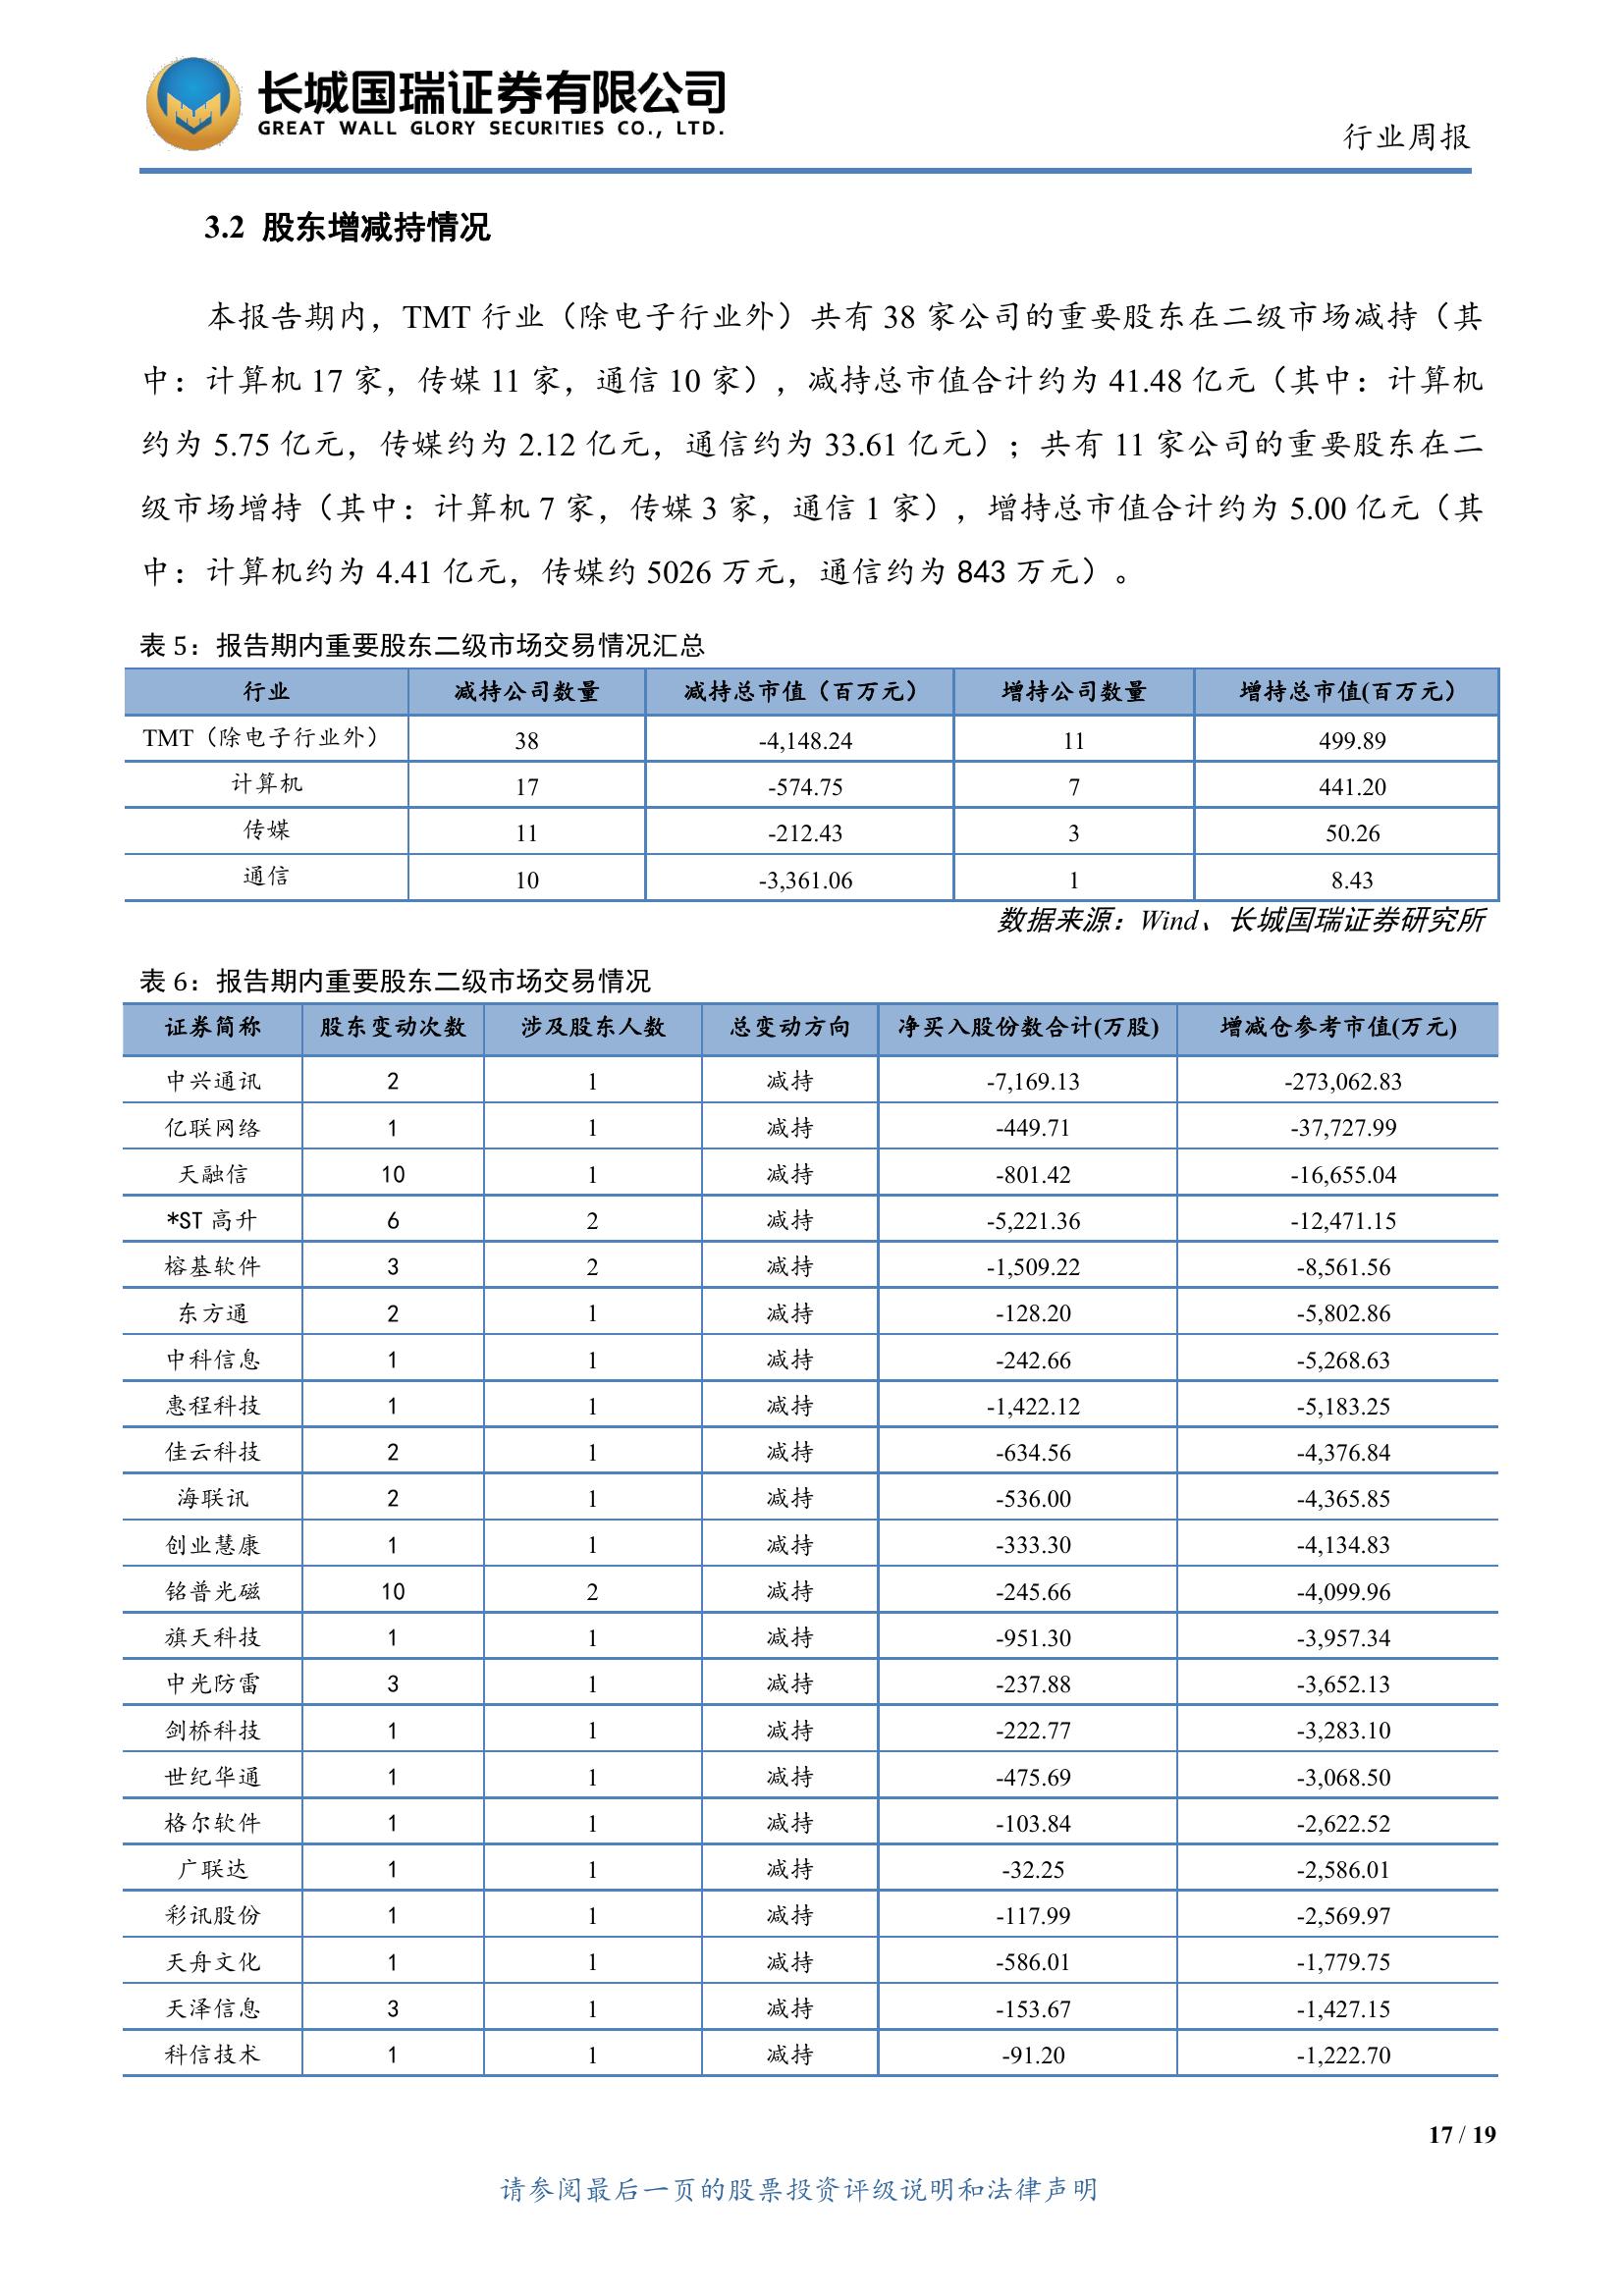 长城国瑞证券有限公司
GREAT WALL GLORY SECURITIES CO., LTD.
行业周报
3.2 股东增减持情况
本报告期内，TMT 行业（除电子行业外）共有 38 家公司的重要股东在二级市场减持（其
中：计算机 17 家，传媒 11 家，通信 10 家），减持总市值合计约为 41.48 亿元（其中：计算机
约为 5.75 亿元，传媒约为 2.12 亿元，通信约为 33.61 亿元）；共有 11 家公司的重要股东在二
级市场增持（其中：计算机 7 家，传媒 3 家，通信 1 家），增持总市值合计约为 5.00 亿元（其
中：计算机约为 4.41 亿元，传媒约 5026 万元，通信约为 843 万元）。
表 5：报告期内重要股东二级市场交易情况汇总
行业 减持公司数量 减持总市值（百万元） 增持公司数量 增持总市值(百万元）
TMT（除电子行业外） 38 -4,148.24 11 499.89
计算机 17 -574.75 7 441.20
传媒 11 -212.43 3 50.26
通信 10 -3,361.06 1 8.43
数据来源：Wind、长城国瑞证券研究所
表 6：报告期内重要股东二级市场交易情况
证券简称 股东变动次数 涉及股东人数 总变动方向 净买入股份数合计(万股) 增减仓参考市值(万元)
中兴通讯 2 1 减持 -7,169.13 -273,062.83
亿联网络 1 1 减持 -449.71 -37,727.99
天融信 10 1 减持 -801.42 -16,655.04
*ST 高升 6 2 减持 -5,221.36 -12,471.15
榕基软件 3 2 减持 -1,509.22 -8,561.56
东方通 2 1 减持 -128.20 -5,802.86
中科信息 1 1 减持 -242.66 -5,268.63
惠程科技 1 1 减持 -1,422.12 -5,183.25
佳云科技 2 1 减持 -634.56 -4,376.84
海联讯 2 1 减持 -536.00 -4,365.85
创业慧康 1 1 减持 -333.30 -4,134.83
铭普光磁 10 2 减持 -245.66 -4,099.96
旗天科技 1 1 减持 -951.30 -3,957.34
中光防雷 3 1 减持 -237.88 -3,652.13
剑桥科技 1 1 减持 -222.77 -3,283.10
世纪华通 1 1 减持 -475.69 -3,068.50
格尔软件 1 1 减持 -103.84 -2,622.52
广联达 1 1 减持 -32.25 -2,586.01
彩讯股份 1 1 减持 -117.99 -2,569.97
天舟文化 1 1 减持 -586.01 -1,779.75
天泽信息 3 1 减持 -153.67 -1,427.15
科信技术 1 1 减持 -91.20 -1,222.70
17 / 19
请参阅最后一页的股票投资评级说明和法律声明